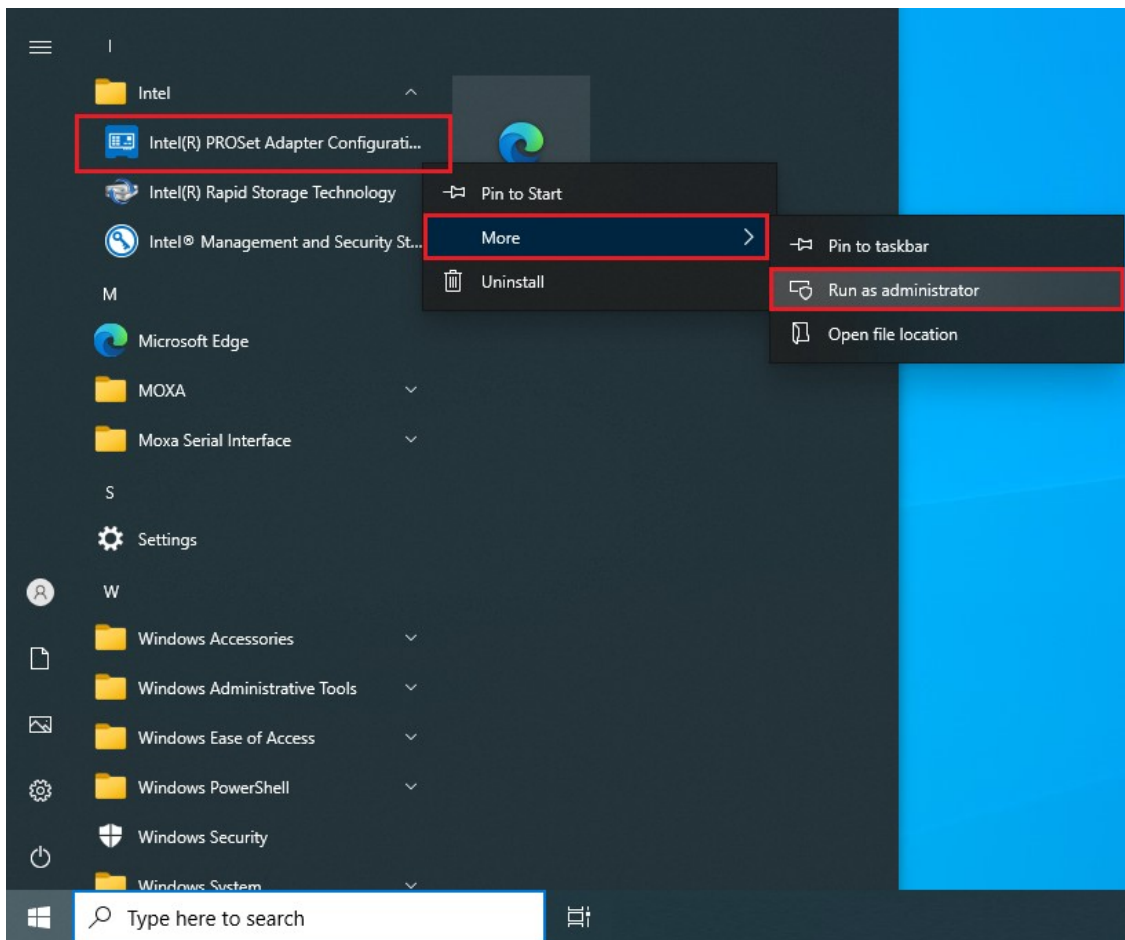 I
Intel
Intel(R) PROSet Adapter Configurati...
Intel(R) Rapid Storage Technology
Intel® Management and Security St...
Pin to Start
More
Uninstall
Pin to taskbar
Run as administrator
Open file location
M
Microsoft Edge
MOXA
Moxa Serial Interface
S
Settings
W
Windows Accessories
Windows Administrative Tools
Windows Ease of Access
Windows PowerShell
Windows Security
Windows System
Type here to search